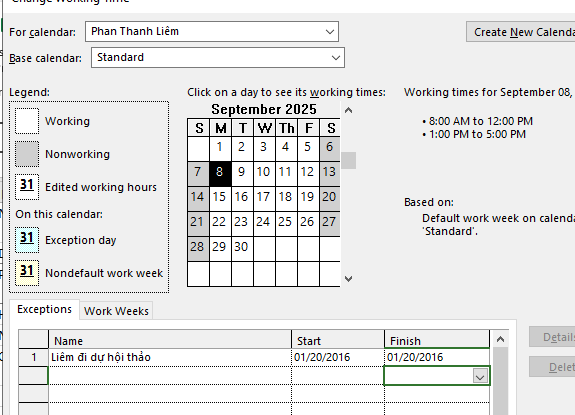 For calendar: Phan Thanh Liêm
Create New Calenda
Base calendar: Standard
Legend:
Click on a day to see its working times:
Working times for September 08,
Working
Nonworking
31 Edited working hours
On this calendar:
31 Exception day
31 Nondefault work week
September 2025
S M T W Th F S
1 2 3 4 5 6
7 8 9 10 11 12 13
14 15 16 17 18 19 20
21 22 23 24 25 26 27
28 29 30
• 8:00 AM to 12:00 PM
• 1:00 PM to 5:00 PM
Based on:
Default work week on calenda
'Standard'.
Exceptions Work Weeks
Name Start Finish
1 Liêm đi dự hội thảo 01/20/2016 01/20/2016
Details
Delet